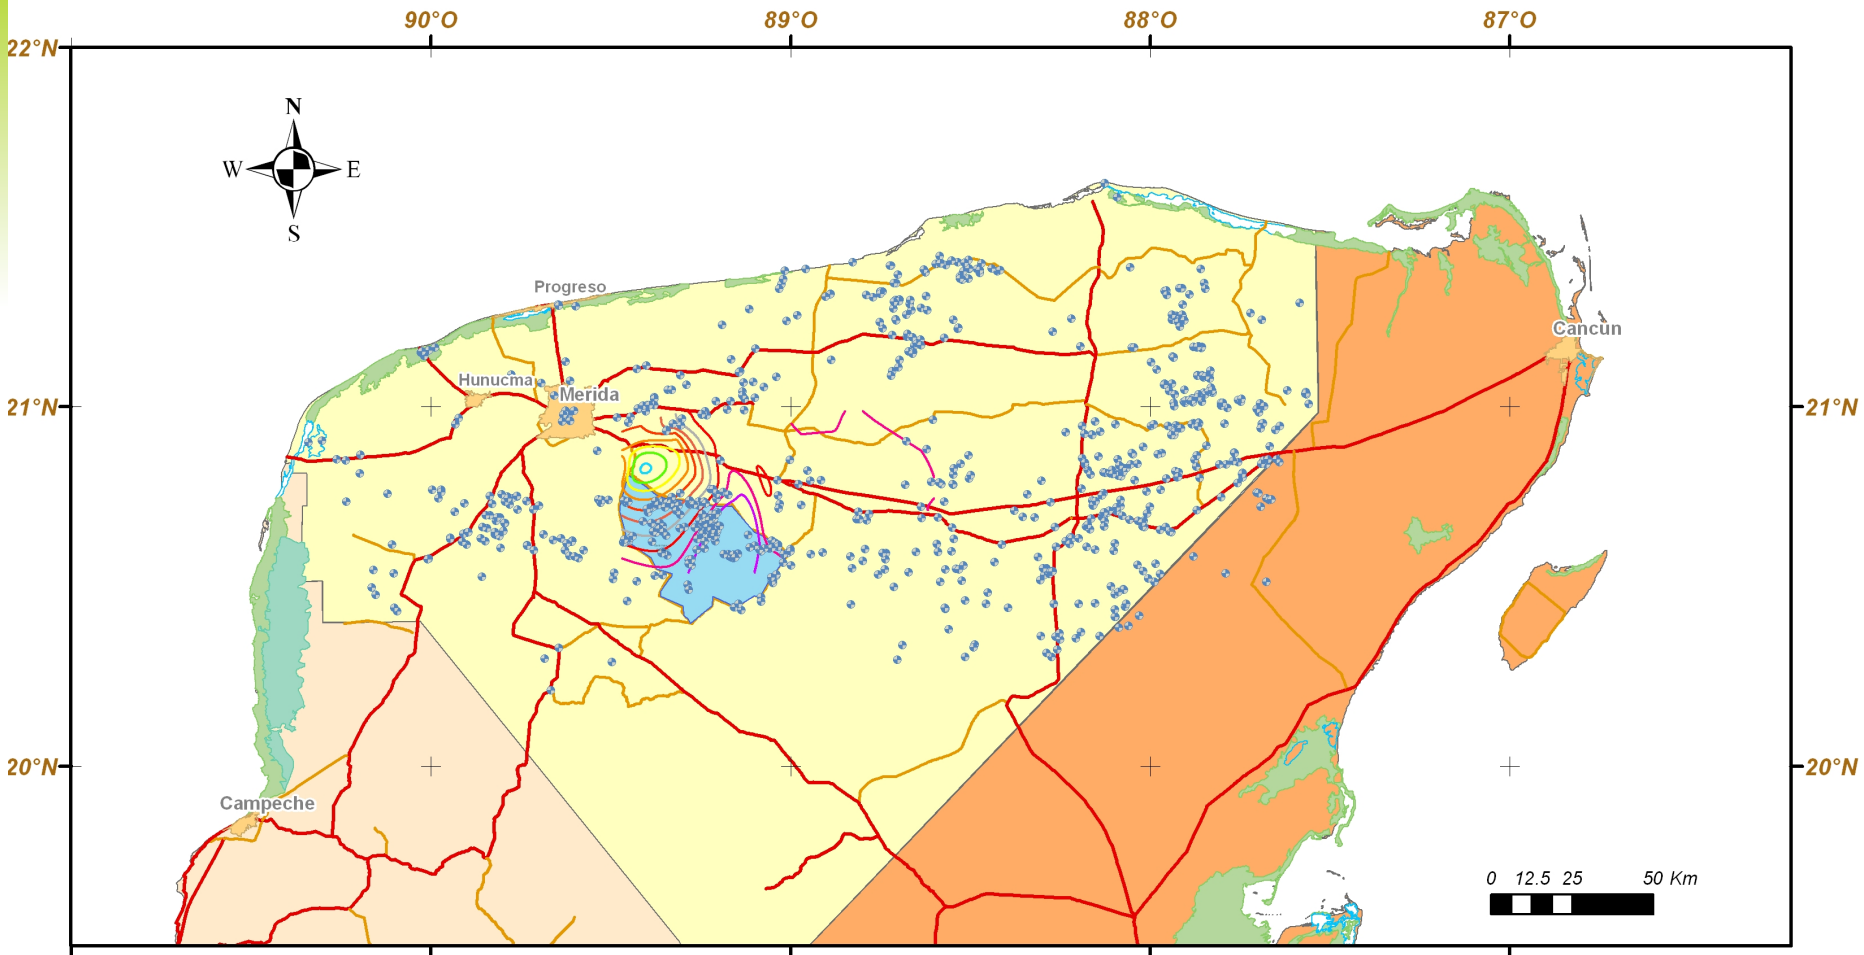 90°O 89°O 88°O 87°O
22°N
N
W E
S
Progreso
Cancun
Hunucma
Merida
21°N 21°N
20°N 20°N
Campeche
0 12.5 25 50 Km